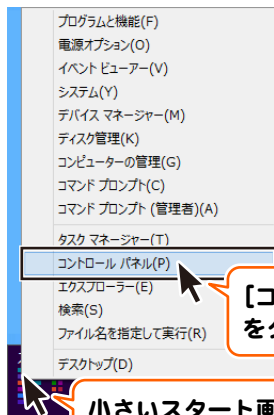 プログラムと機能(F)
電源オプション(O)
イベント ビューアー(V)
システム(Y)
デバイス マネージャー(M)
ディスク管理(K)
コンピューターの管理(G)
コマンド プロンプト(C)
コマンド プロンプト (管理者)(A)
タスク マネージャー(T)
コントロール パネル(P)
エクスプローラー(E)
検索(S)
ファイル名を指定して実行(R)
デスクトップ(D)
[コ
をク
小さいスタート画